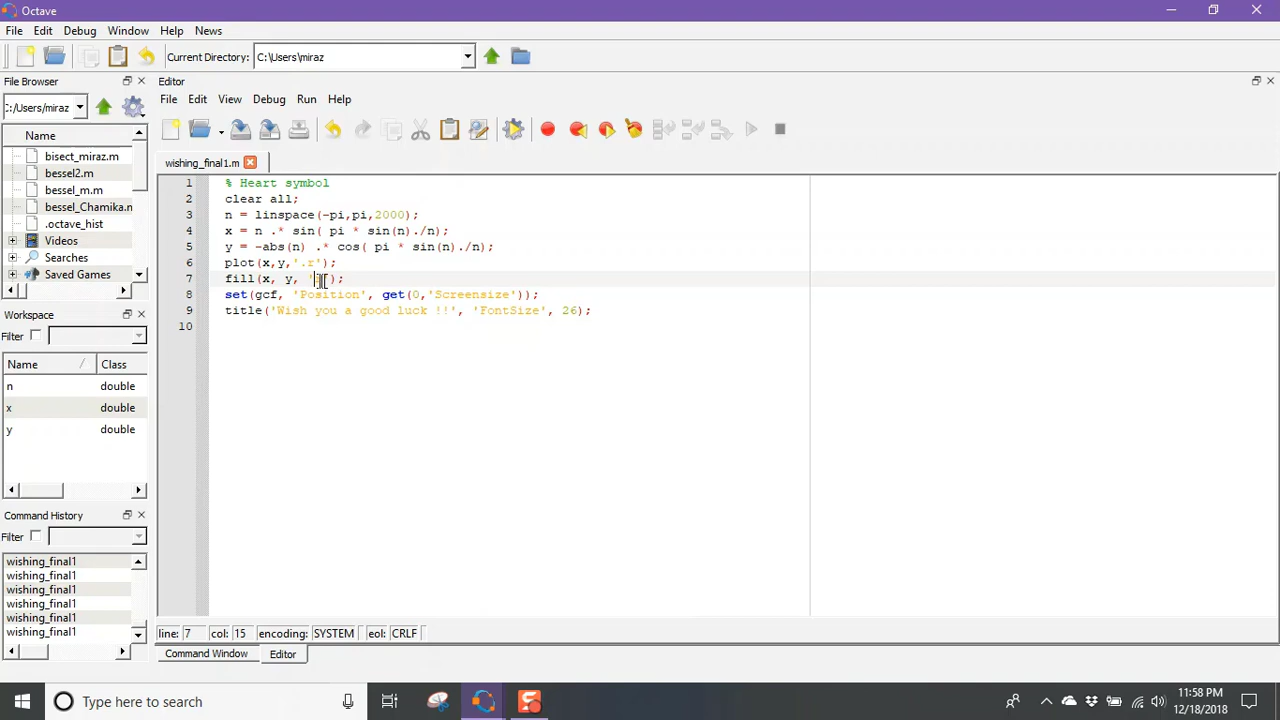 Octave
File Edit Debug Window Help News
Current Directory: C:\Users\miraz
File Browser
Editor
:/Users/miraz
File Edit View Debug Run Help
Name
bisect_miraz.m
bessel2.m
bessel_m.m
bessel_Chamika.m
.octave_hist
Videos
Searches
Saved Games
wishing_final1.m
1 % Heart symbol
2 clear all;
3 n = linspace(-pi,pi,2000);
4 x = n .* sin( pi * sin(n)./n);
5 y = -abs(n) .* cos( pi * sin(n)./n);
6 plot(x,y,'.r');
7 fill(x, y, ' ');
8 set(gcf, 'Position', get(0,'Screensize'));
9 title('Wish you a good luck !!', 'FontSize', 26);
10
Workspace
Filter
Name / Class
n double
x double
y double
Command History
Filter
wishing_final1
wishing_final1
wishing_final1
wishing_final1
wishing_final1
wishing_final1
line: 7 col: 15 encoding: SYSTEM eol: CRLF
Command Window Editor
Type here to search
11:58 PM
12/18/2018